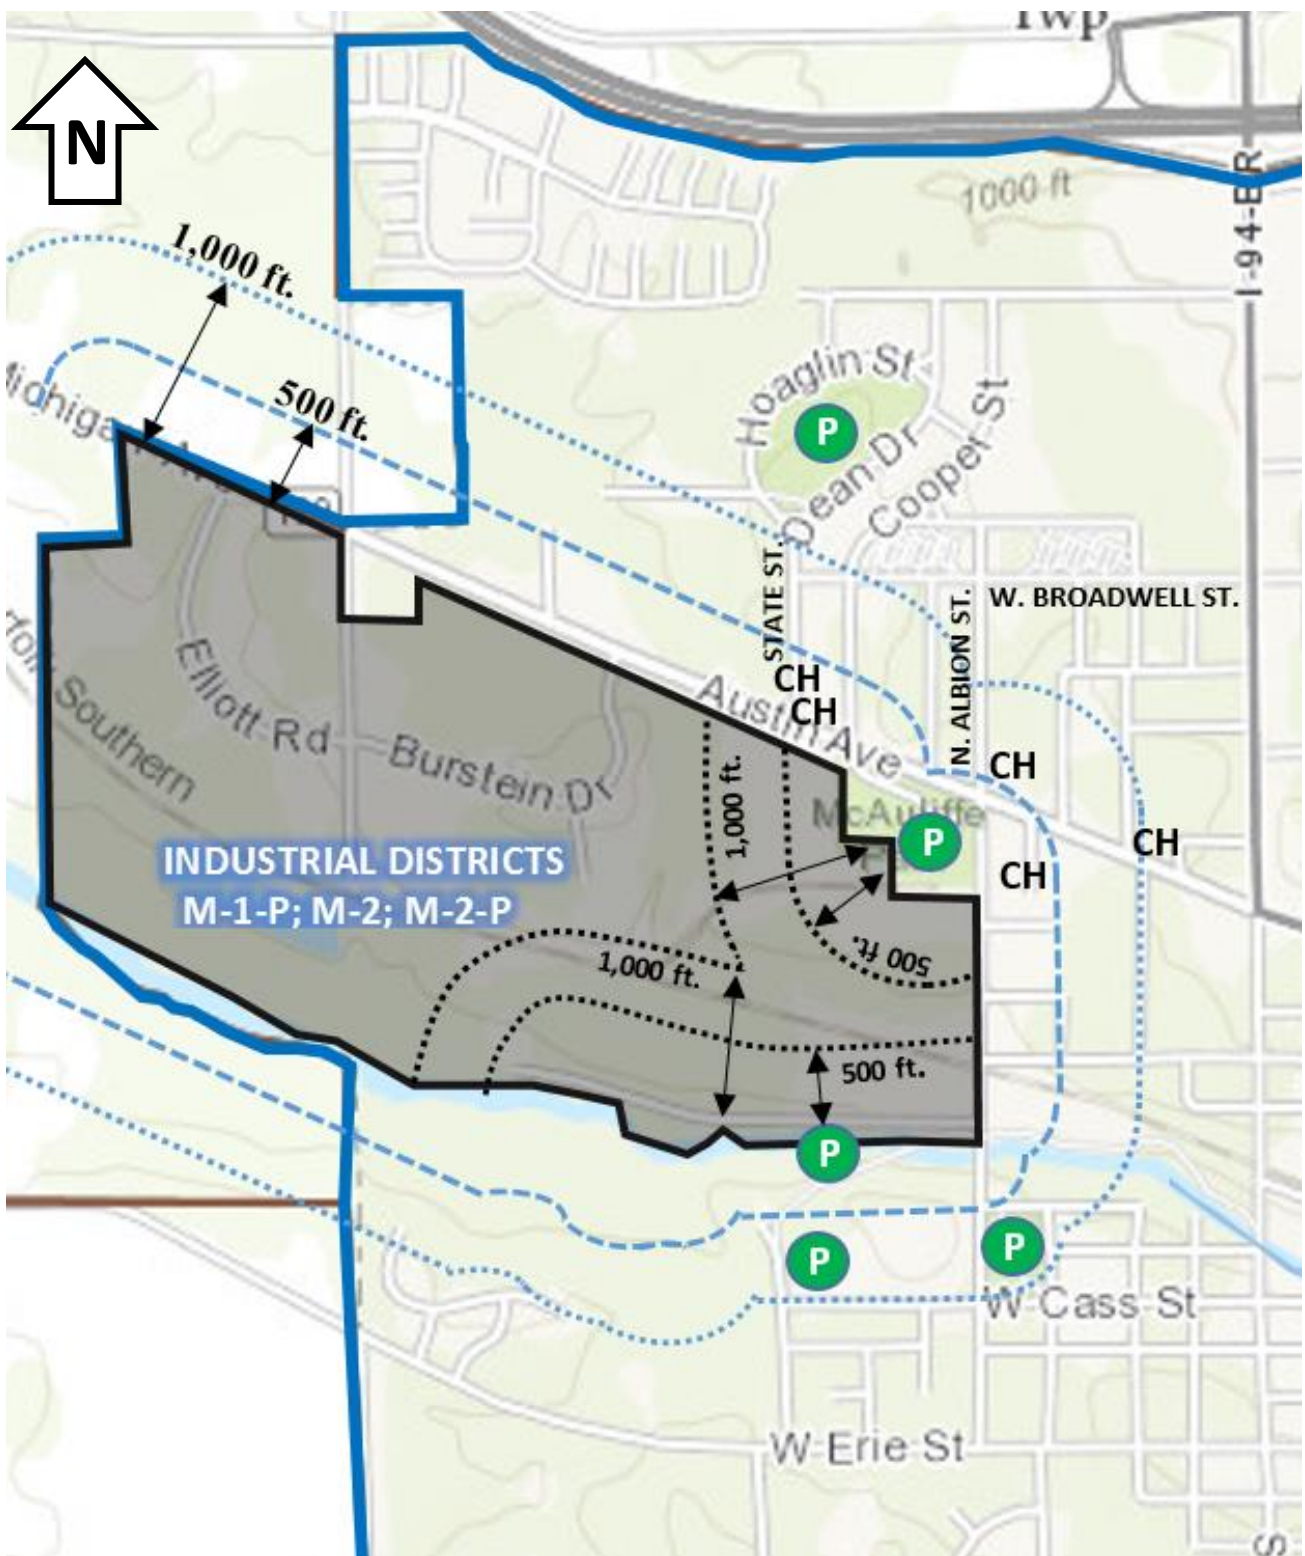 Twp
N
1000 ft
I-94-BR
1,000 ft.
500 ft.
Hoaglin St
P
Dean Dr
Cooper St
STATE ST.
W. BROADWELL ST.
N. ALBION ST.
CH
CH
Austin Ave
Elliott Rd
Burstein Dr
Southern
CH
1,000 ft.
McAuliffe
P
CH
CH
INDUSTRIAL DISTRICTS
M-1-P; M-2; M-2-P
500 ft.
1,000 ft.
500 ft.
P
P
P
W Cass St
W Erie St
S